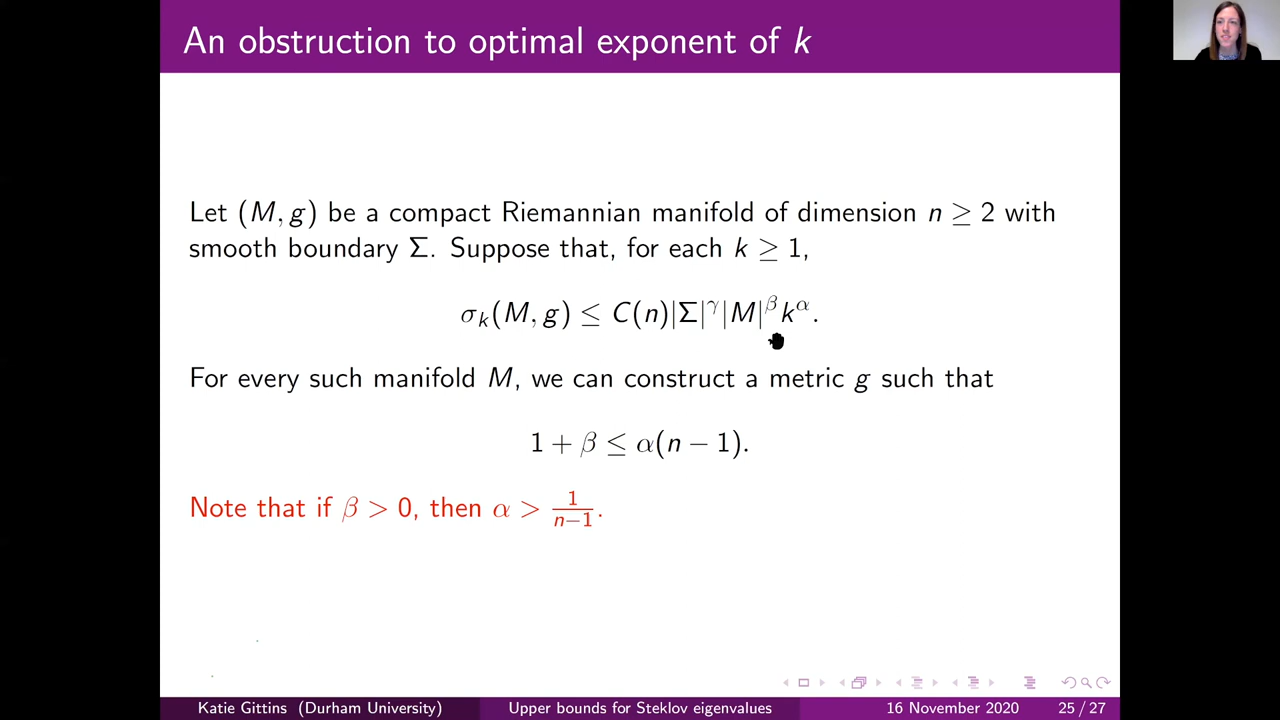 An obstruction to optimal exponent of k
Let (M, g) be a compact Riemannian manifold of dimension n ≥ 2 with
smooth boundary Σ. Suppose that, for each k ≥ 1,
σₖ(M, g) ≤ C(n)|Σ|^γ|M|^β k^α.
For every such manifold M, we can construct a metric g such that
1 + β ≤ α(n − 1).
Note that if β > 0, then α > 1/(n−1).
Katie Gittins (Durham University) Upper bounds for Steklov eigenvalues 16 November 2020 25 / 27